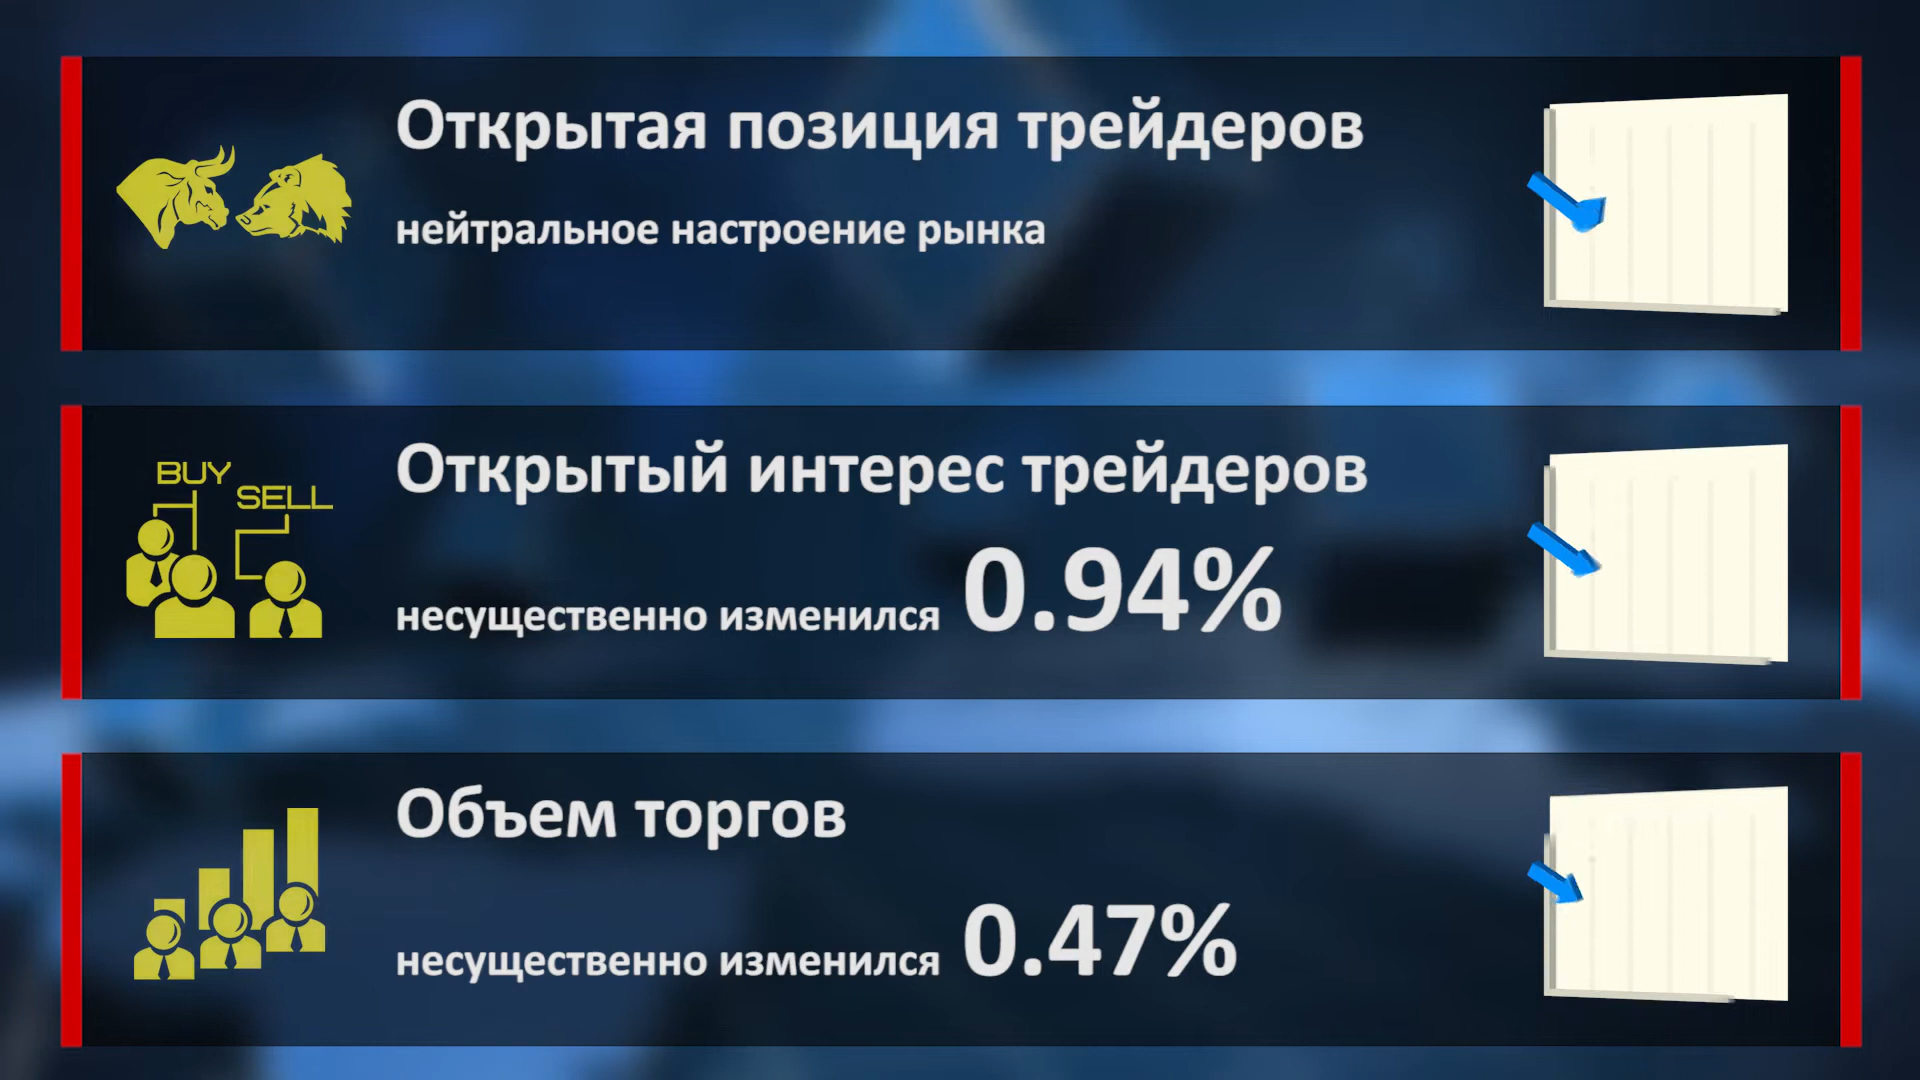 Открытая позиция трейдеров
нейтральное настроение рынка
BUY
SELL
Открытый интерес трейдеров
несущественно изменился 0.94%
Объем торгов
несущественно изменился 0.47%